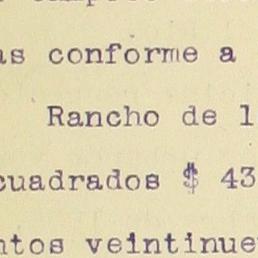 as conforme a
Rancho de l
cuadrados $ 43
ntos veintinue